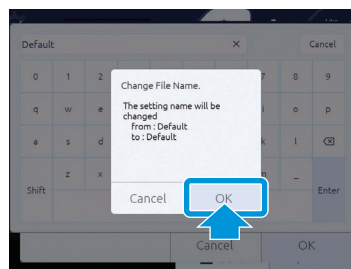 Default × Cancel
0 1 2 7 8 9
Change File Name.
q w e i o p
The setting name will be
changed
from : Default
to : Default
a s d k l
z x m _
Shift Enter
Cancel OK
Cancel OK